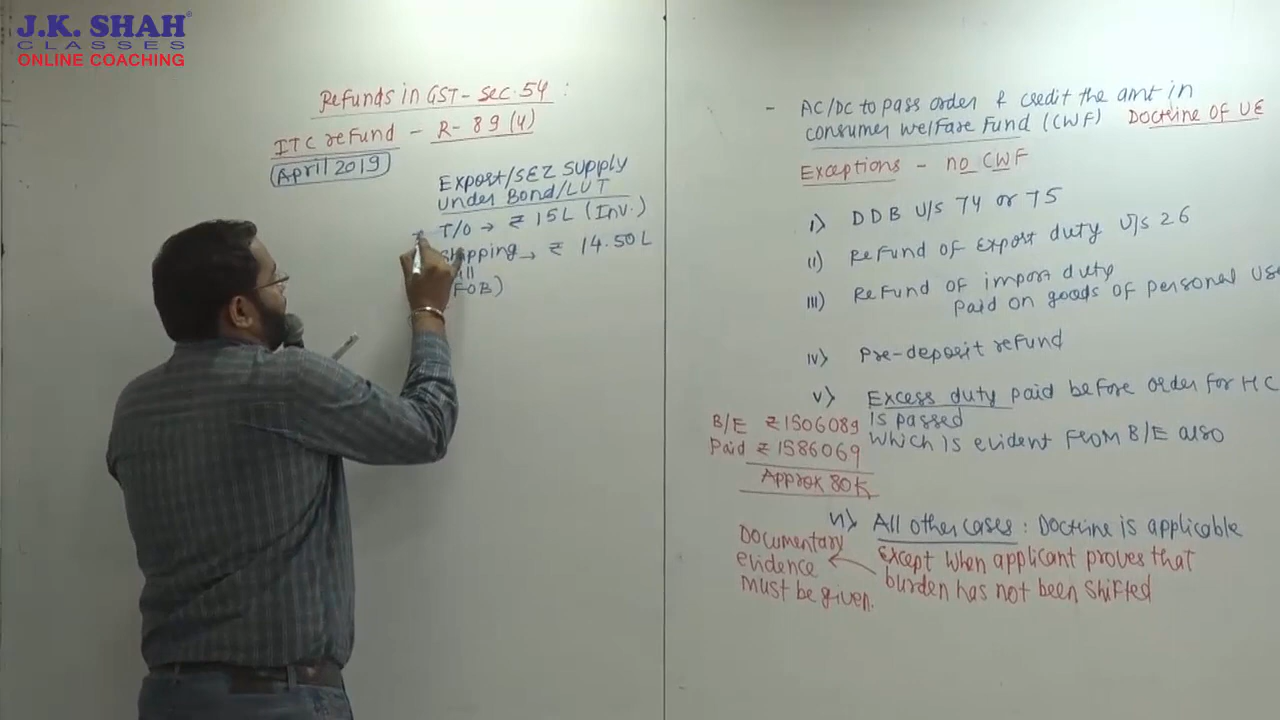 J.K. SHAH®
CLASSES
ONLINE COACHING
Refunds in GST - Sec. 54 :
ITC refund - R-89(4)
April 2019
Export/SEZ Supply
under Bond/LUT
T/O → ₹ 15L (Inv.)
Shipping → ₹ 14.50L
(FOB)
- AC/DC to pass order & credit the amt in
consumer welfare Fund (CWF) Doctrine of UE
Exceptions - no CWF
i) DDB U/S 74 or 75
ii) Refund of export duty U/S 26
iii) Refund of import duty
paid on goods of personal use
iv) Pre-deposit refund
v) Excess duty paid before order for HC
is passed
which is evident from B/E also
B/E ₹1506089
Paid ₹1586069
Approx 80K
vi) All other cases : Doctrine is applicable
Except when applicant proves that
burden has not been shifted
Documentary
evidence
must be given.